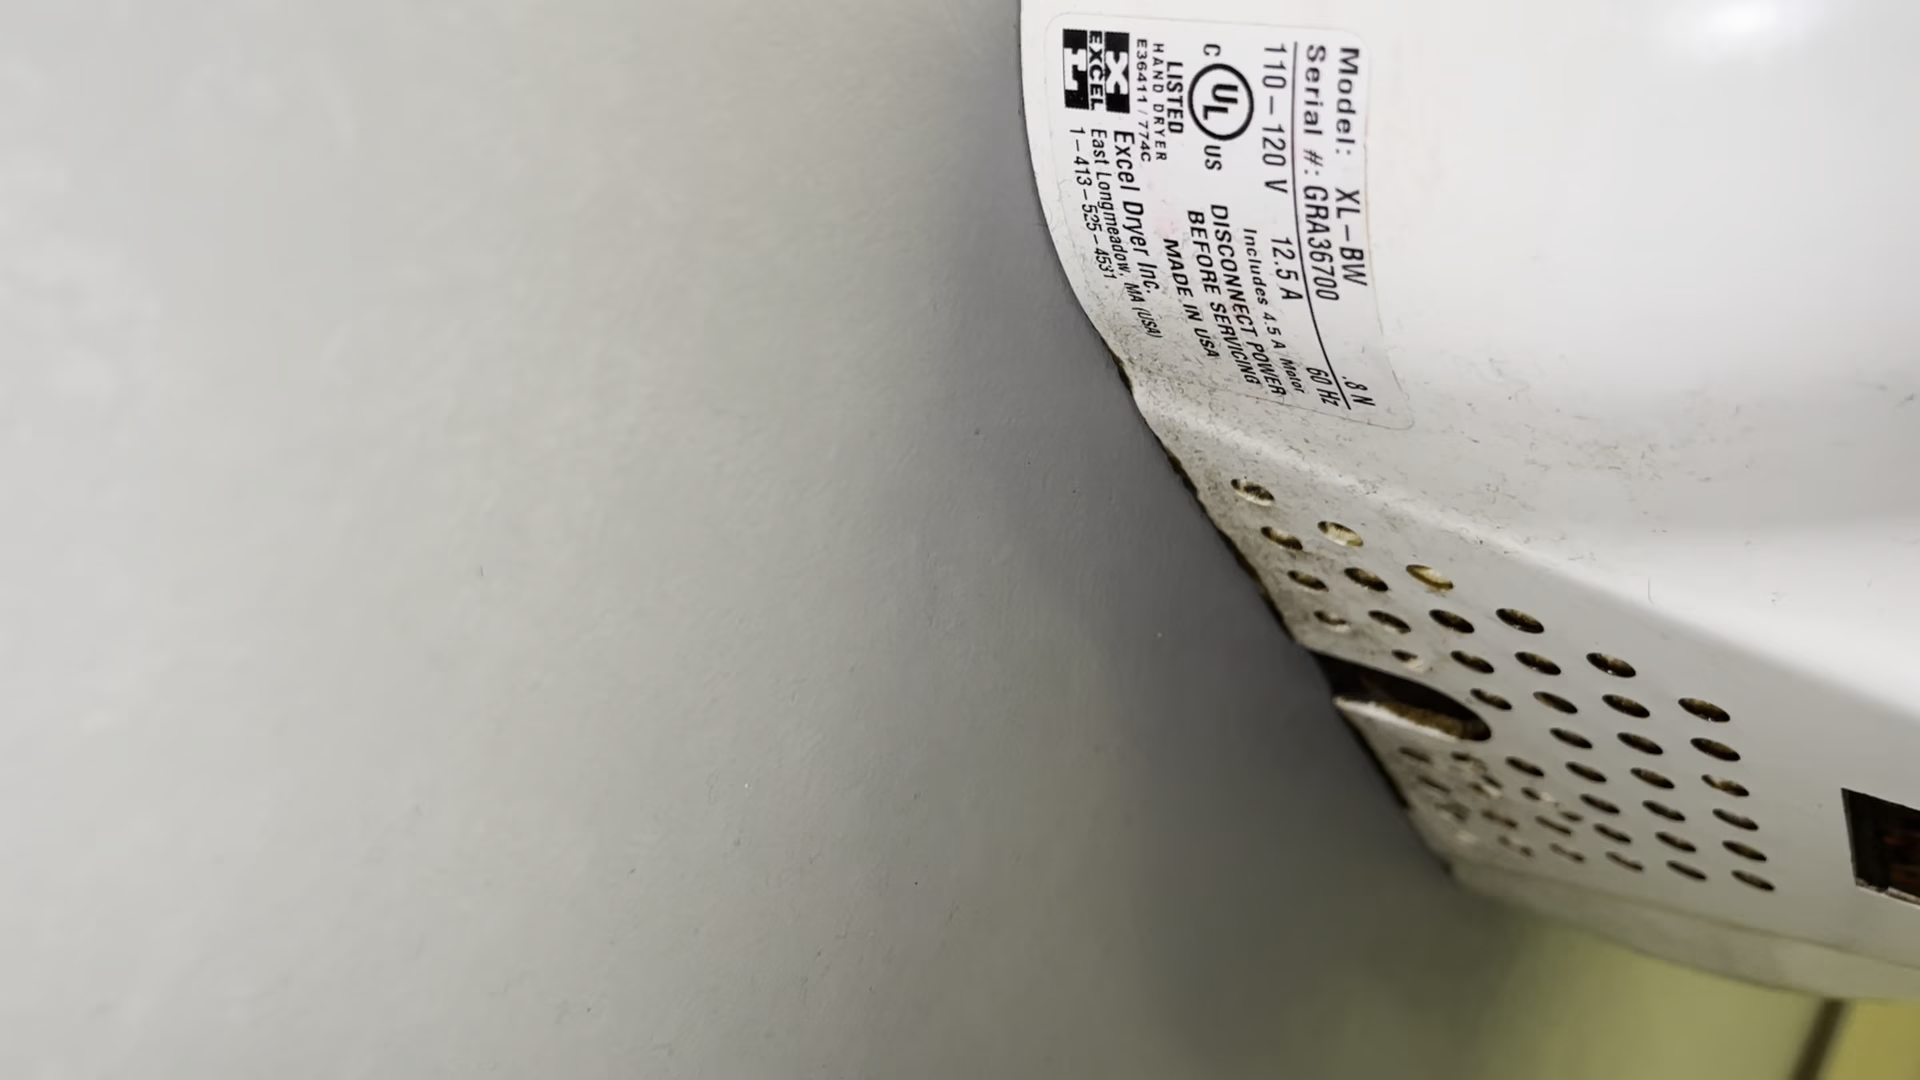 Model: XL-BW .8 N
Serial #: GRA36700
110-120 V 12.5 A 60 Hz
Includes 4.5 A Motor
C UL US
LISTED
HAND DRYER
E36411 / 774C
DISCONNECT POWER
BEFORE SERVICING
MADE IN USA
XL
EXCEL
Excel Dryer Inc.
East Longmeadow, MA (USA)
1-413-525-4531